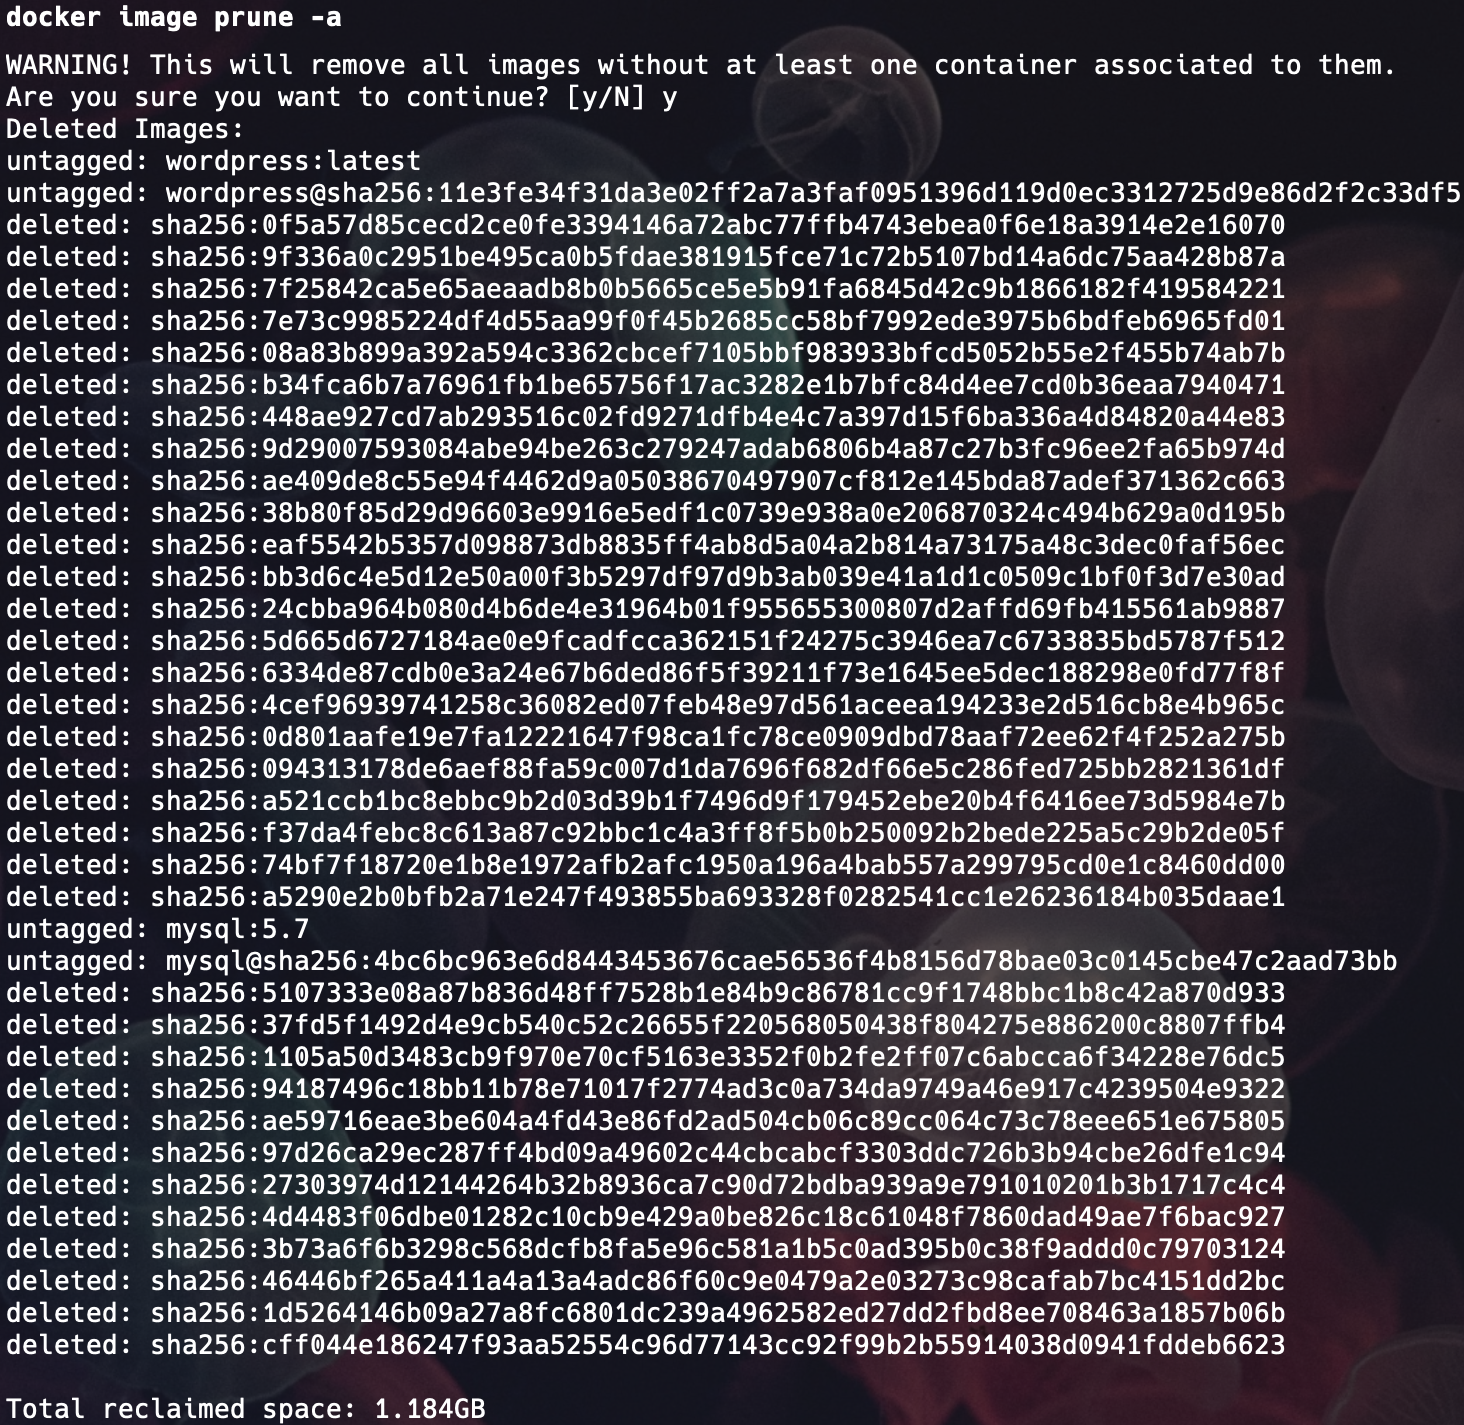 docker image prune -a
WARNING! This will remove all images without at least one container associated to them.
Are you sure you want to continue? [y/N] y
Deleted Images:
untagged: wordpress:latest
untagged: wordpress@sha256:11e3fe34f31da3e02ff2a7a3faf0951396d119d0ec3312725d9e86d2f2c33df5
deleted: sha256:0f5a57d85cecd2ce0fe3394146a72abc77ffb4743ebea0f6e18a3914e2e16070
deleted: sha256:9f336a0c2951be495ca0b5fdae381915fce71c72b5107bd14a6dc75aa428b87a
deleted: sha256:7f25842ca5e65aeaadb8b0b5665ce5e5b91fa6845d42c9b1866182f419584221
deleted: sha256:7e73c9985224df4d55aa99f0f45b2685cc58bf7992ede3975b6bdfeb6965fd01
deleted: sha256:08a83b899a392a594c3362cbcef7105bbf983933bfcd5052b55e2f455b74ab7b
deleted: sha256:b34fca6b7a76961fb1be65756f17ac3282e1b7bfc84d4ee7cd0b36eaa7940471
deleted: sha256:448ae927cd7ab293516c02fd9271dfb4e4c7a397d15f6ba336a4d84820a44e83
deleted: sha256:9d29007593084abe94be263c279247adab6806b4a87c27b3fc96ee2fa65b974d
deleted: sha256:ae409de8c55e94f4462d9a05038670497907cf812e145bda87adef371362c663
deleted: sha256:38b80f85d29d96603e9916e5edf1c0739e938a0e206870324c494b629a0d195b
deleted: sha256:eaf5542b5357d098873db8835ff4ab8d5a04a2b814a73175a48c3dec0faf56ec
deleted: sha256:bb3d6c4e5d12e50a00f3b5297df97d9b3ab039e41a1d1c0509c1bf0f3d7e30ad
deleted: sha256:24cbba964b080d4b6de4e31964b01f955655300807d2affd69fb415561ab9887
deleted: sha256:5d665d6727184ae0e9fcadfcca362151f24275c3946ea7c6733835bd5787f512
deleted: sha256:6334de87cdb0e3a24e67b6ded86f5f39211f73e1645ee5dec188298e0fd77f8f
deleted: sha256:4cef96939741258c36082ed07feb48e97d561aceea194233e2d516cb8e4b965c
deleted: sha256:0d801aafe19e7fa12221647f98ca1fc78ce0909dbd78aaf72ee62f4f252a275b
deleted: sha256:094313178de6aef88fa59c007d1da7696f682df66e5c286fed725bb2821361df
deleted: sha256:a521ccb1bc8ebbc9b2d03d39b1f7496d9f179452ebe20b4f6416ee73d5984e7b
deleted: sha256:f37da4febc8c613a87c92bbc1c4a3ff8f5b0b250092b2bede225a5c29b2de05f
deleted: sha256:74bf7f18720e1b8e1972afb2afc1950a196a4bab557a299795cd0e1c8460dd00
deleted: sha256:a5290e2b0bfb2a71e247f493855ba693328f0282541cc1e26236184b035daae1
untagged: mysql:5.7
untagged: mysql@sha256:4bc6bc963e6d8443453676cae56536f4b8156d78bae03c0145cbe47c2aad73bb
deleted: sha256:5107333e08a87b836d48ff7528b1e84b9c86781cc9f1748bbc1b8c42a870d933
deleted: sha256:37fd5f1492d4e9cb540c52c26655f220568050438f804275e886200c8807ffb4
deleted: sha256:1105a50d3483cb9f970e70cf5163e3352f0b2fe2ff07c6abcca6f34228e76dc5
deleted: sha256:94187496c18bb11b78e71017f2774ad3c0a734da9749a46e917c4239504e9322
deleted: sha256:ae59716eae3be604a4fd43e86fd2ad504cb06c89cc064c73c78eee651e675805
deleted: sha256:97d26ca29ec287ff4bd09a49602c44cbcabcf3303ddc726b3b94cbe26dfe1c94
deleted: sha256:27303974d12144264b32b8936ca7c90d72bdba939a9e791010201b3b1717c4c4
deleted: sha256:4d4483f06dbe01282c10cb9e429a0be826c18c61048f7860dad49ae7f6bac927
deleted: sha256:3b73a6f6b3298c568dcfb8fa5e96c581a1b5c0ad395b0c38f9addd0c79703124
deleted: sha256:46446bf265a411a4a13a4adc86f60c9e0479a2e03273c98cafab7bc4151dd2bc
deleted: sha256:1d5264146b09a27a8fc6801dc239a4962582ed27dd2fbd8ee708463a1857b06b
deleted: sha256:cff044e186247f93aa52554c96d77143cc92f99b2b55914038d0941fddeb6623
Total reclaimed space: 1.184GB